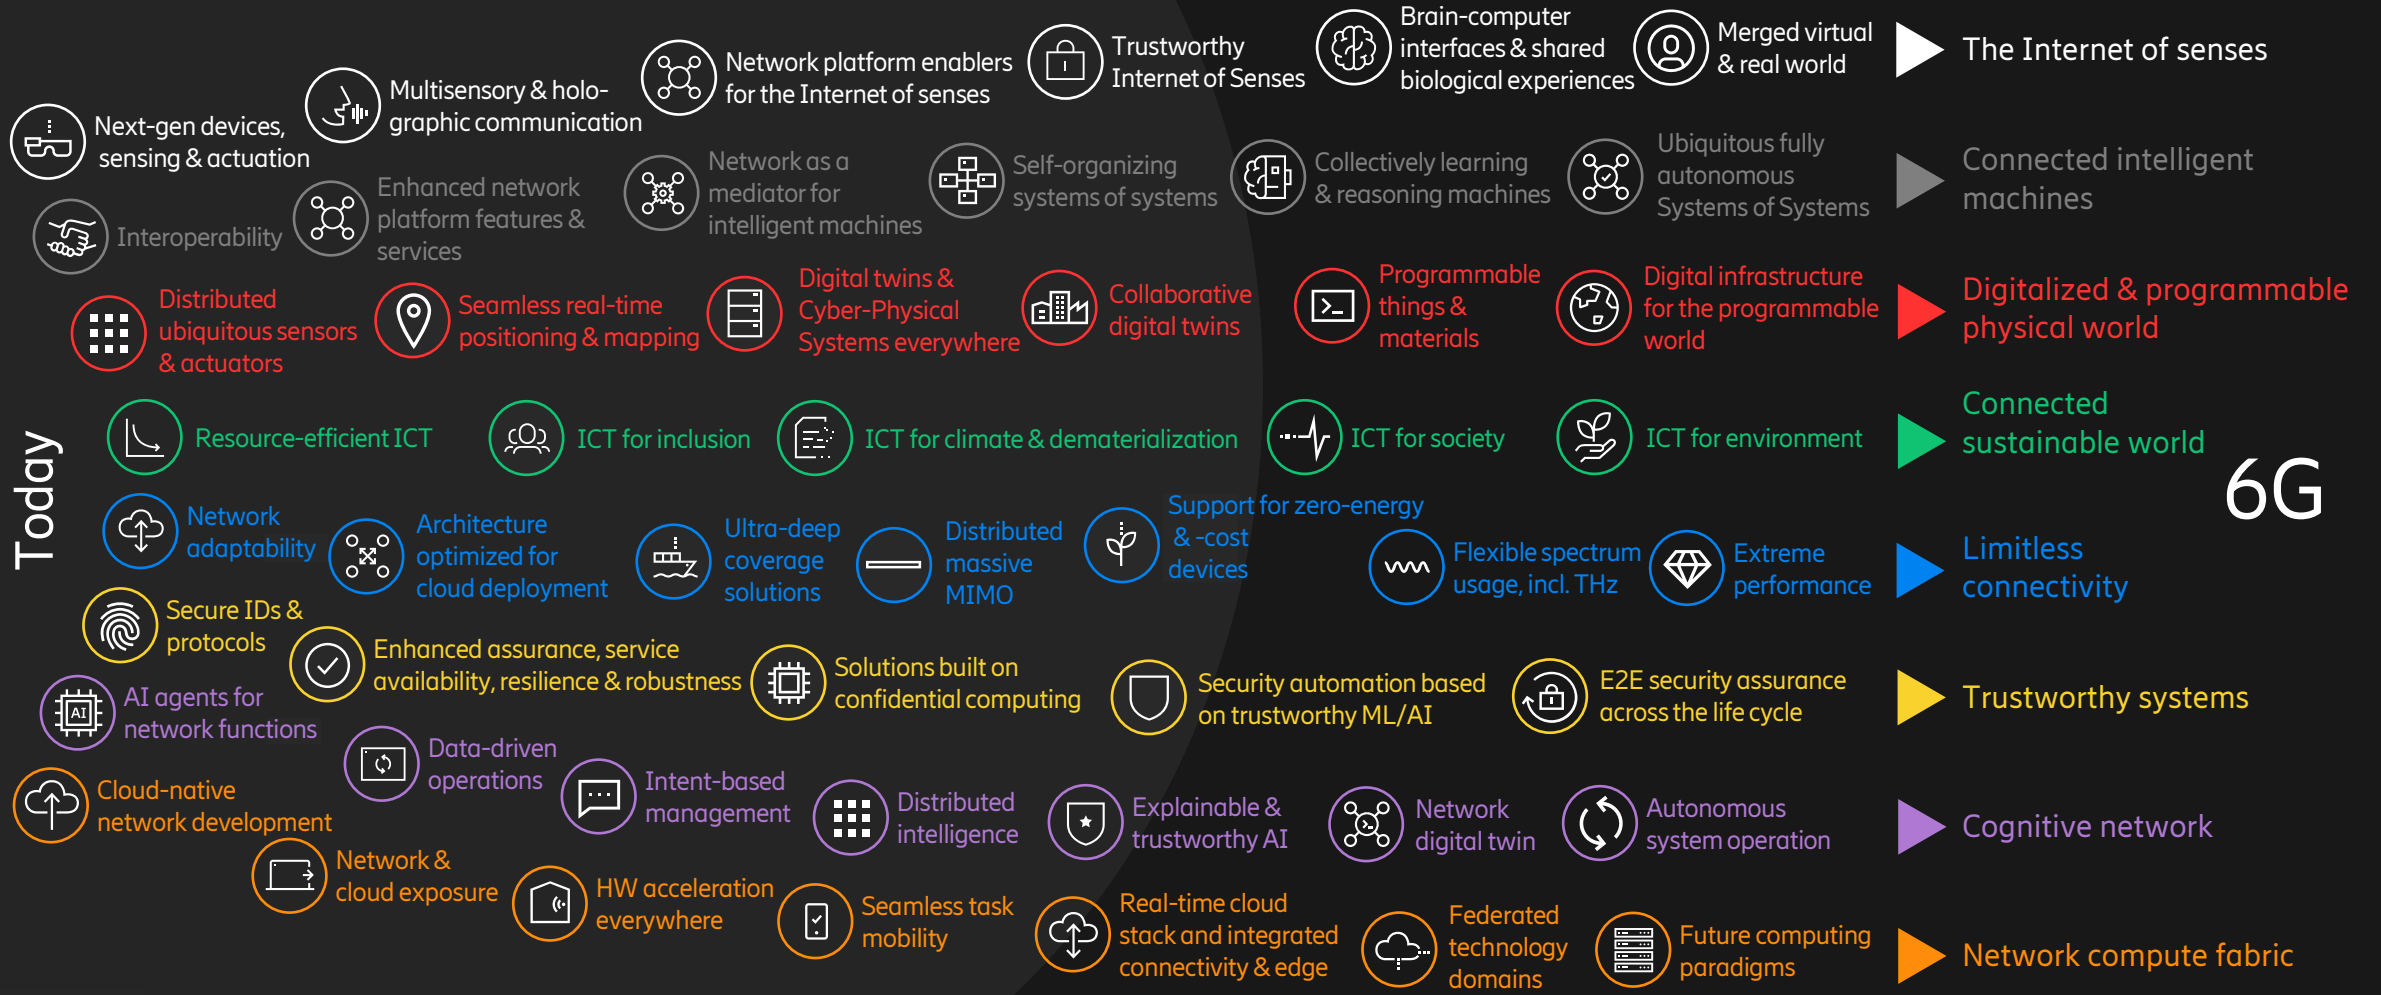 Today
Next-gen devices,
sensing & actuation
Multisensory & holo-
graphic communication
Network platform enablers
for the Internet of senses
Trustworthy
Internet of Senses
Brain-computer
interfaces & shared
biological experiences
Merged virtual
& real world
The Internet of senses
Interoperability
Enhanced network
platform features &
services
Network as a
mediator for
intelligent machines
Self-organizing
systems of systems
Collectively learning
& reasoning machines
Ubiquitous fully
autonomous
Systems of Systems
Connected intelligent
machines
Distributed
ubiquitous sensors
& actuators
Seamless real-time
positioning & mapping
Digital twins &
Cyber-Physical
Systems everywhere
Collaborative
digital twins
Programmable
things &
materials
Digital infrastructure
for the programmable
world
Digitalized & programmable
physical world
Resource-efficient ICT
ICT for inclusion
ICT for climate & dematerialization
ICT for society
ICT for environment
Connected
sustainable world
6G
Network
adaptability
Architecture
optimized for
cloud deployment
Ultra-deep
coverage
solutions
Distributed
massive
MIMO
Support for zero-energy
& -cost
devices
Flexible spectrum
usage, incl. THz
Extreme
performance
Limitless
connectivity
Secure IDs &
protocols
Enhanced assurance, service
availability, resilience & robustness
Solutions built on
confidential computing
Security automation based
on trustworthy ML/AI
E2E security assurance
across the life cycle
Trustworthy systems
AI
AI agents for
network functions
Data-driven
operations
Intent-based
management
Distributed
intelligence
Explainable &
trustworthy AI
Network
digital twin
Autonomous
system operation
Cognitive network
Cloud-native
network development
Network &
cloud exposure
HW acceleration
everywhere
Seamless task
mobility
Real-time cloud
stack and integrated
connectivity & edge
Federated
technology
domains
Future computing
paradigms
Network compute fabric